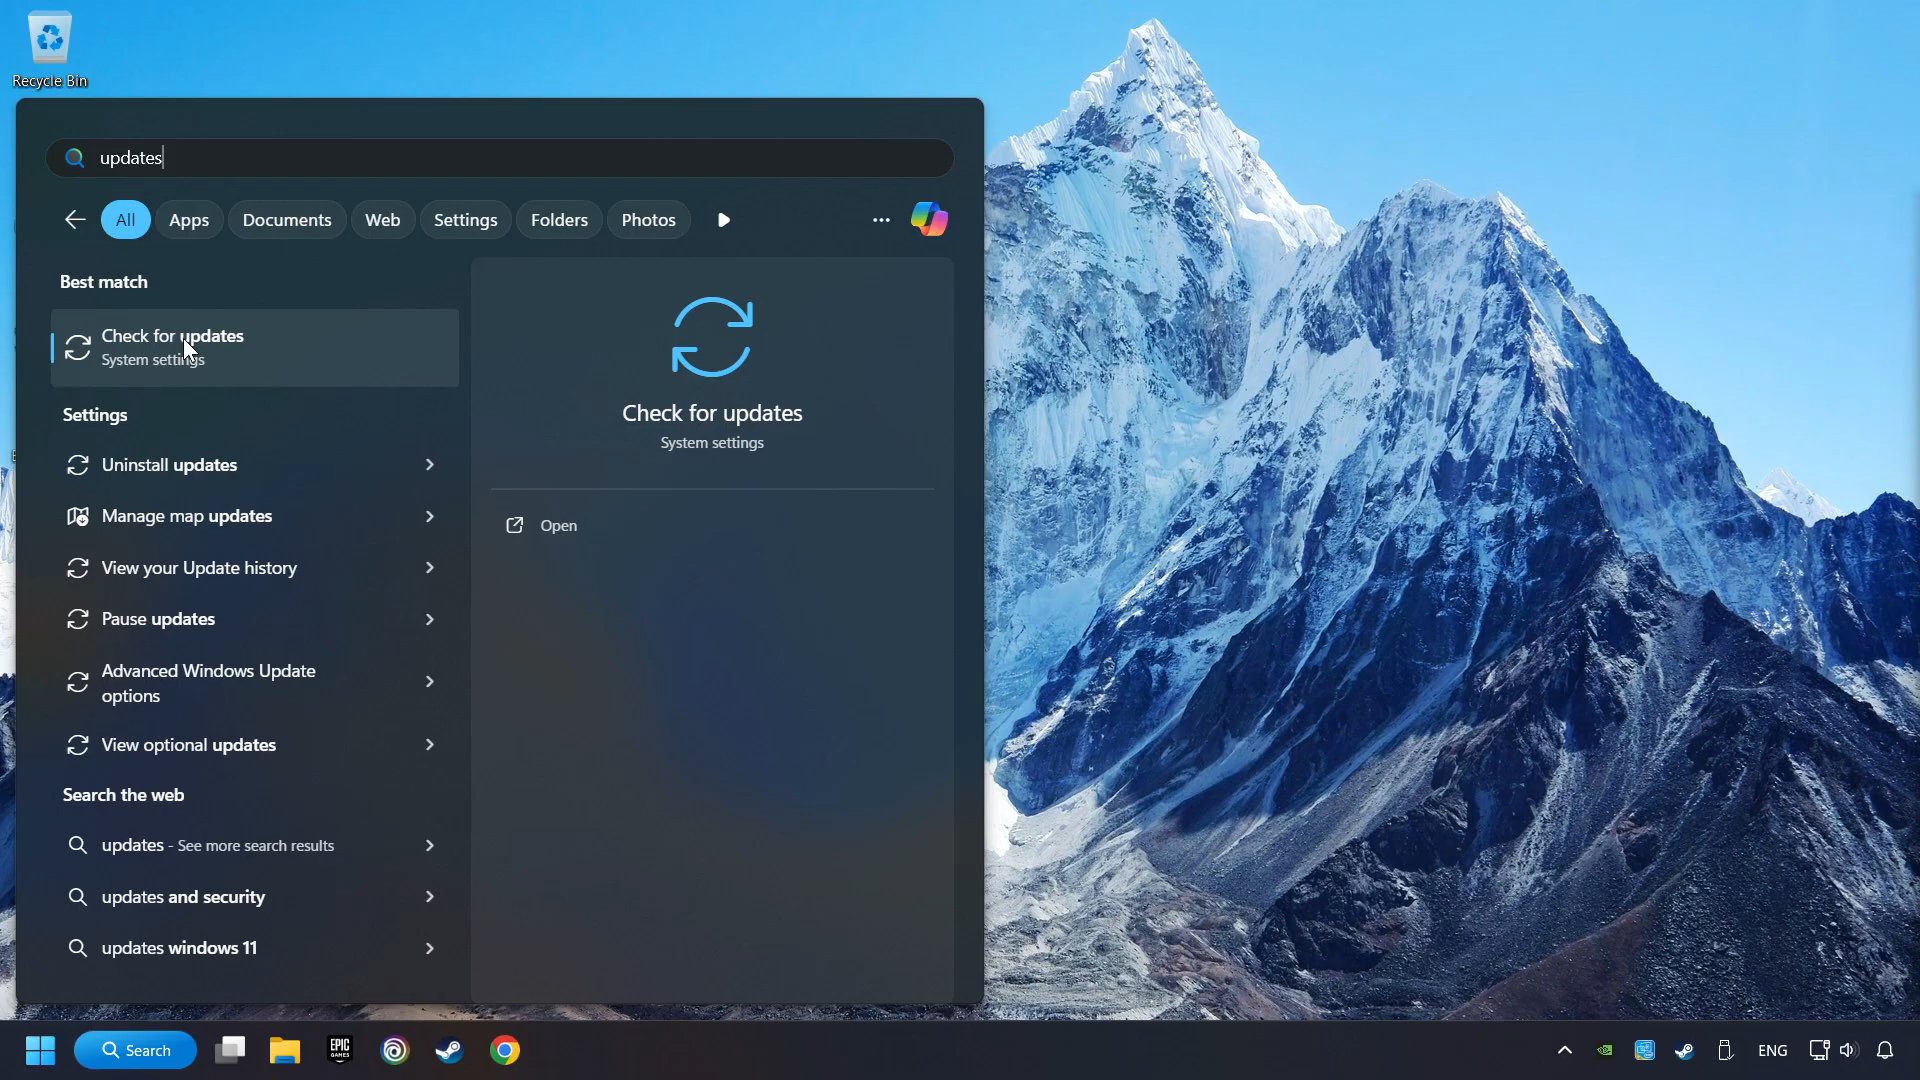 Recycle Bin
updates
All
Apps
Documents
Web
Settings
Folders
Photos
Best match
Check for updates
System settings
Settings
Uninstall updates
Manage map updates
View your Update history
Pause updates
Advanced Windows Update
options
View optional updates
Search the web
updates - See more search results
updates and security
updates windows 11
Check for updates
System settings
Open
Search
EPIC
GAMES
ENG